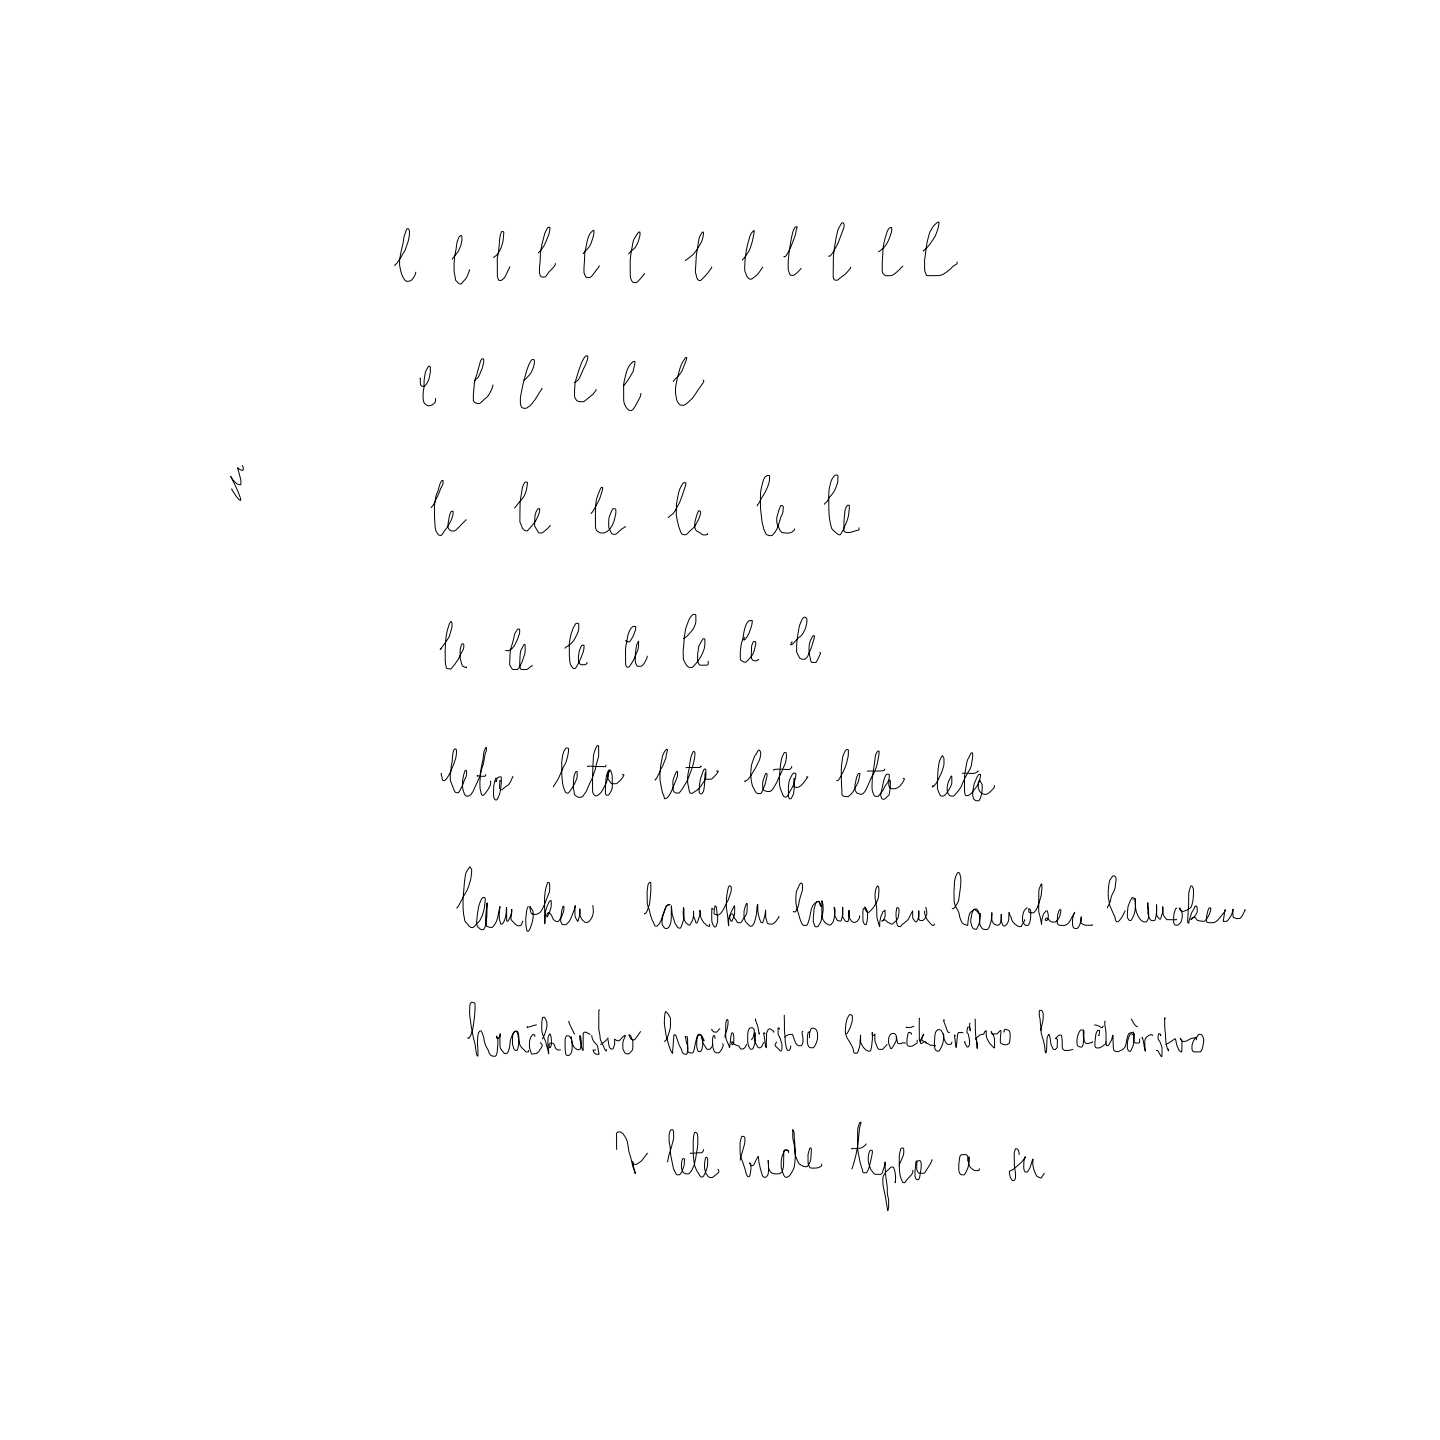 l l l l l l l l l l l l
l l l l l l
le le le le le le
le le le le le le le
leto leto leto leto leto leto
lamoken lamoken lamoken lamoken lamoken
hračkárstvo hračkárstvo hračkárstvo hračkárstvo
V lete bude teplo a su